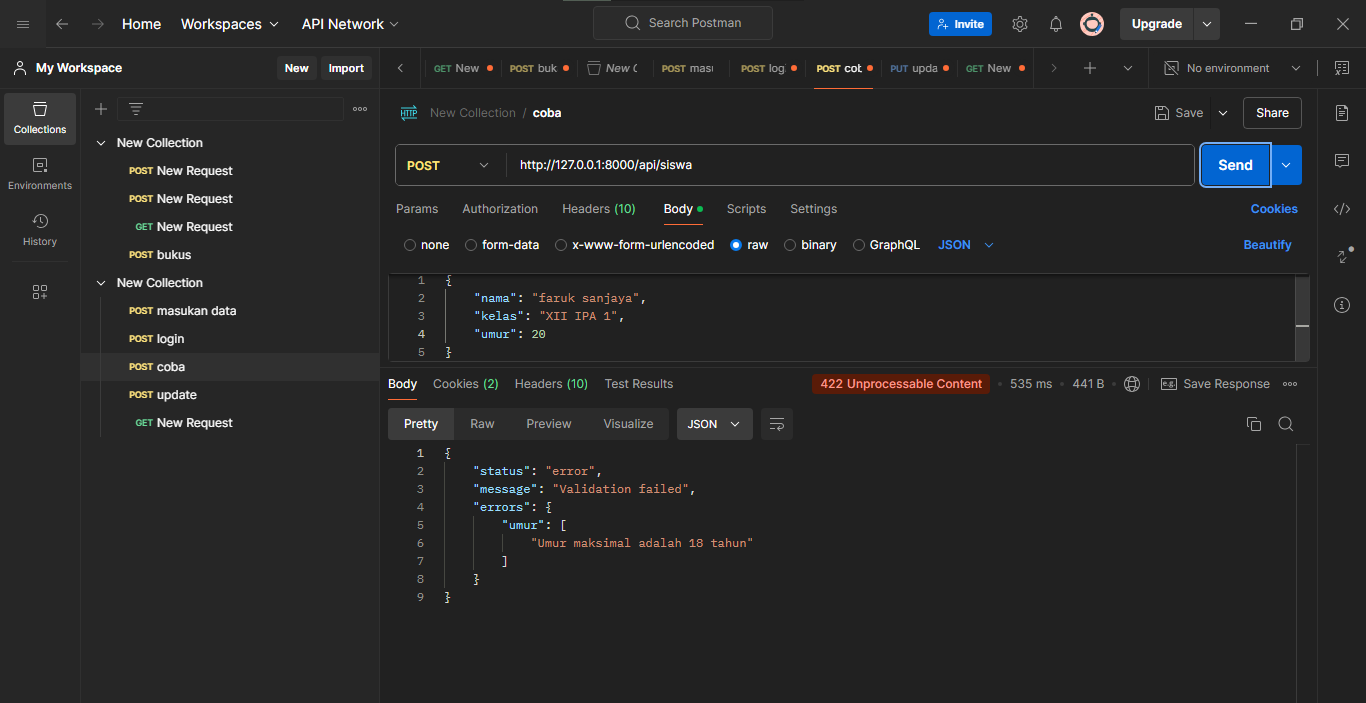 Home Workspaces API Network Search Postman Invite Upgrade
My Workspace New Import GET New POST buk New C POST mas POST log POST cot PUT upda GET New No environment
Collections
Environments
History
New Collection
POST New Request
POST New Request
GET New Request
POST bukus
New Collection
POST masukan data
POST login
POST coba
POST update
GET New Request
HTTP New Collection / coba Save Share
POST http://127.0.0.1:8000/api/siswa Send
Params Authorization Headers (10) Body Scripts Settings Cookies
none form-data x-www-form-urlencoded raw binary GraphQL JSON Beautify
1 {
2 "nama": "faruk sanjaya",
3 "kelas": "XII IPA 1",
4 "umur": 20
5 }
Body Cookies (2) Headers (10) Test Results 422 Unprocessable Content 535 ms 441 B e.g. Save Response
Pretty Raw Preview Visualize JSON
1 {
2 "status": "error",
3 "message": "Validation failed",
4 "errors": {
5 "umur": [
6 "Umur maksimal adalah 18 tahun"
7 ]
8 }
9 }